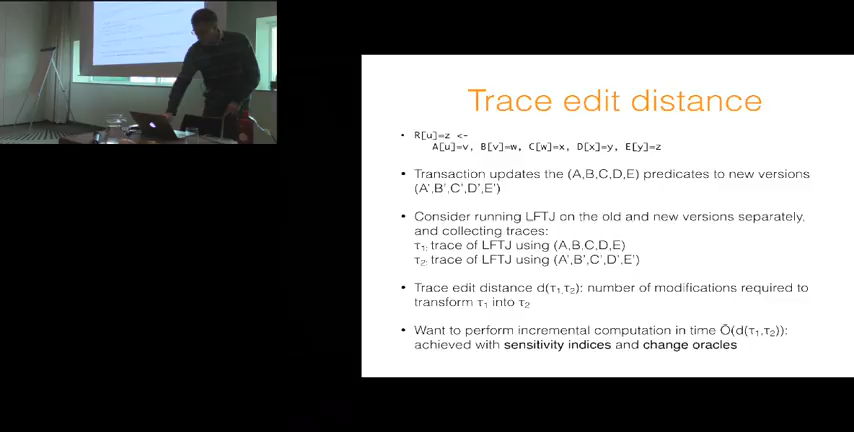 Trace edit distance
• R[u]=z <-
A[u]=v, B[v]=w, C[w]=x, D[x]=y, E[y]=z
• Transaction updates the (A,B,C,D,E) predicates to new versions
(A',B',C',D',E')
• Consider running LFTJ on the old and new versions separately,
and collecting traces:
τ₁: trace of LFTJ using (A,B,C,D,E)
τ₂: trace of LFTJ using (A',B',C',D',E')
• Trace edit distance d(τ₁,τ₂): number of modifications required to
transform τ₁ into τ₂
• Want to perform incremental computation in time Õ(d(τ₁,τ₂)):
achieved with sensitivity indices and change oracles